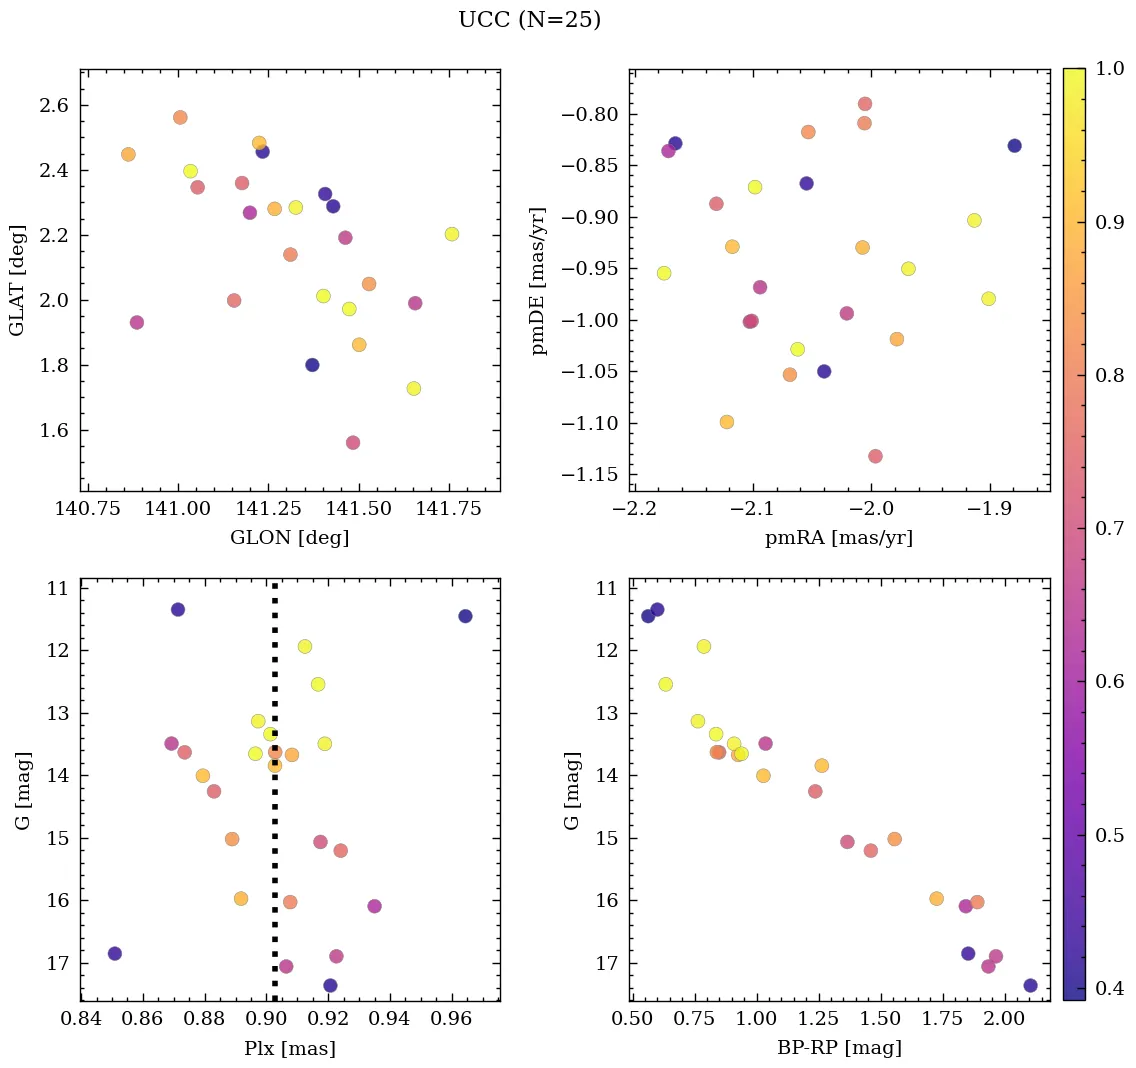 UCC (N=25)
2.6
2.4
2.2
2.0
1.8
1.6
GLAT [deg]
140.75 141.00 141.25 141.50 141.75
GLON [deg]
−0.80
−0.85
−0.90
−0.95
−1.00
−1.05
−1.10
−1.15
pmDE [mas/yr]
−2.2 −2.1 −2.0 −1.9
pmRA [mas/yr]
11
12
13
14
15
16
17
G [mag]
0.84 0.86 0.88 0.90 0.92 0.94 0.96
Plx [mas]
11
12
13
14
15
16
17
G [mag]
0.50 0.75 1.00 1.25 1.50 1.75 2.00
BP-RP [mag]
1.0
0.9
0.8
0.7
0.6
0.5
0.4